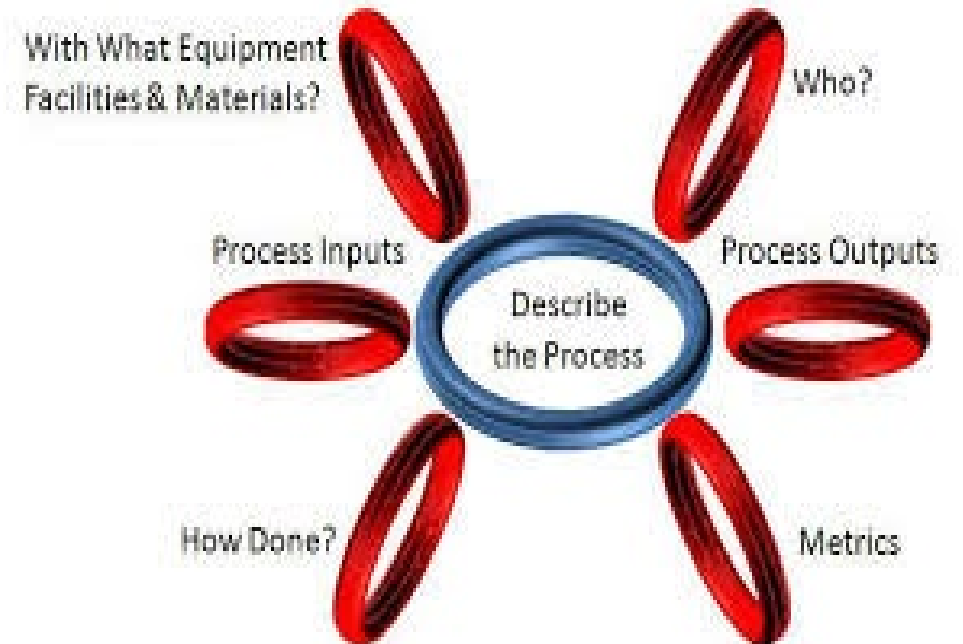 With What Equipment
Facilities & Materials?
Who?
Process Inputs
Process Outputs
Describe
the Process
How Done?
Metrics